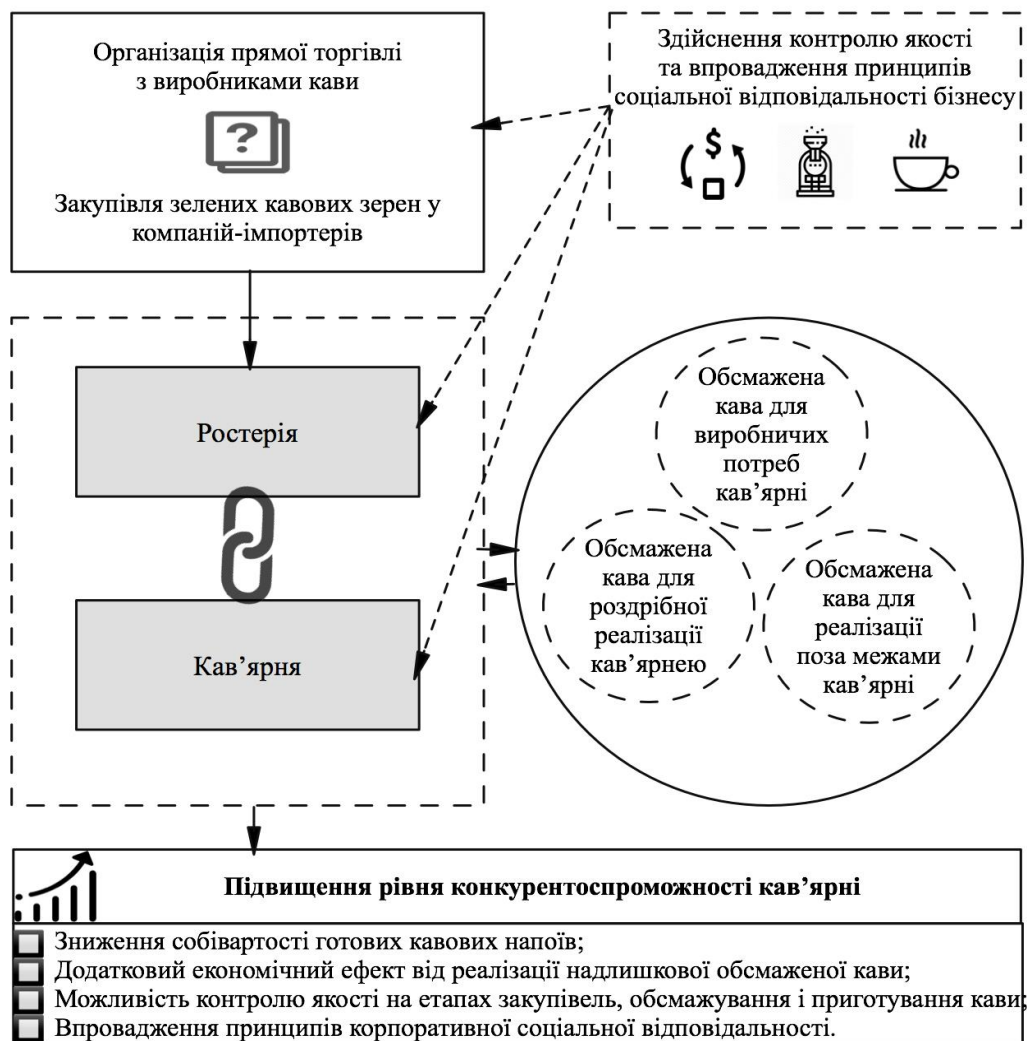 Організація прямої торгівлі
з виробниками кави
?
Закупівля зелених кавових зерен у
компаній-імпортерів
Здійснення контролю якості
та впровадження принципів
соціальної відповідальності бізнесу
$
Ростерія
Кав’ярня
Обсмажена
кава для
виробничих
потреб
кав’ярні
Обсмажена
кава для
роздрібної
реалізації
кав’ярнею
Обсмажена
кава для
реалізації
поза межами
кав’ярні
Підвищення рівня конкурентоспроможності кав’ярні
Зниження собівартості готових кавових напоїв;
Додатковий економічний ефект від реалізації надлишкової обсмаженої кави;
Можливість контролю якості на етапах закупівель, обсмажування і приготування кави;
Впровадження принципів корпоративної соціальної відповідальності.